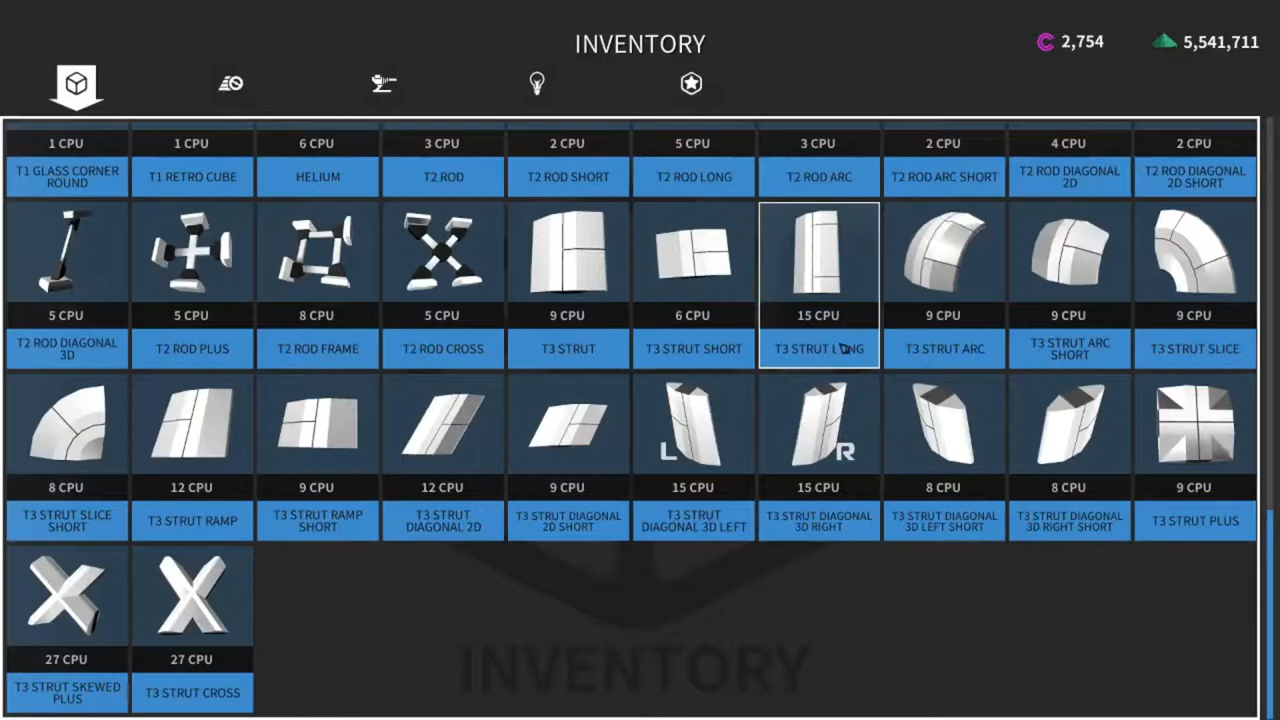 INVENTORY
2,754
5,541,711
1 CPU
1 CPU
6 CPU
3 CPU
2 CPU
5 CPU
3 CPU
2 CPU
4 CPU
2 CPU
T1 GLASS CORNER
ROUND
T1 RETRO CUBE
HELIUM
T2 ROD
T2 ROD SHORT
T2 ROD LONG
T2 ROD ARC
T2 ROD ARC SHORT
T2 ROD DIAGONAL
2D
T2 ROD DIAGONAL
2D SHORT
5 CPU
5 CPU
8 CPU
5 CPU
9 CPU
6 CPU
15 CPU
9 CPU
9 CPU
9 CPU
T2 ROD DIAGONAL
3D
T2 ROD PLUS
T2 ROD FRAME
T2 ROD CROSS
T3 STRUT
T3 STRUT SHORT
T3 STRUT LONG
T3 STRUT ARC
T3 STRUT ARC
SHORT
T3 STRUT SLICE
L
R
8 CPU
12 CPU
9 CPU
12 CPU
9 CPU
15 CPU
15 CPU
8 CPU
8 CPU
9 CPU
T3 STRUT SLICE
SHORT
T3 STRUT RAMP
T3 STRUT RAMP
SHORT
T3 STRUT
DIAGONAL 2D
T3 STRUT DIAGONAL
2D SHORT
T3 STRUT
DIAGONAL 3D LEFT
T3 STRUT DIAGONAL
3D RIGHT
T3 STRUT DIAGONAL
3D LEFT SHORT
T3 STRUT DIAGONAL
3D RIGHT SHORT
T3 STRUT PLUS
27 CPU
27 CPU
T3 STRUT SKEWED
PLUS
T3 STRUT CROSS
INVENTORY